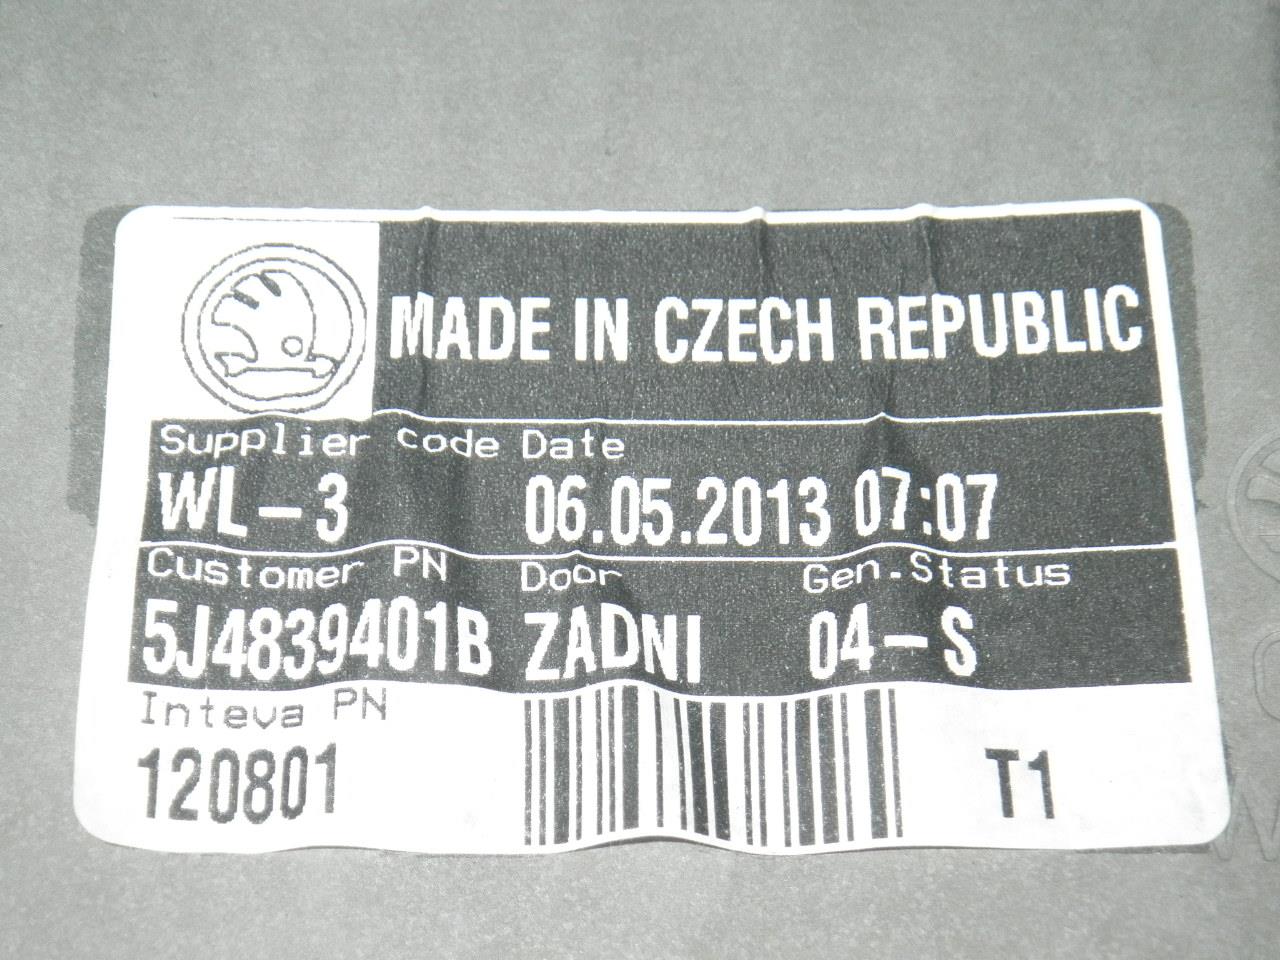 MADE IN CZECH REPUBLIC
Supplier code Date
WL-3 06.05.2013 07:07
Customer PN Door Gen.Status
5J4839401B ZADNI 04-S
Inteva PN
120801 T1